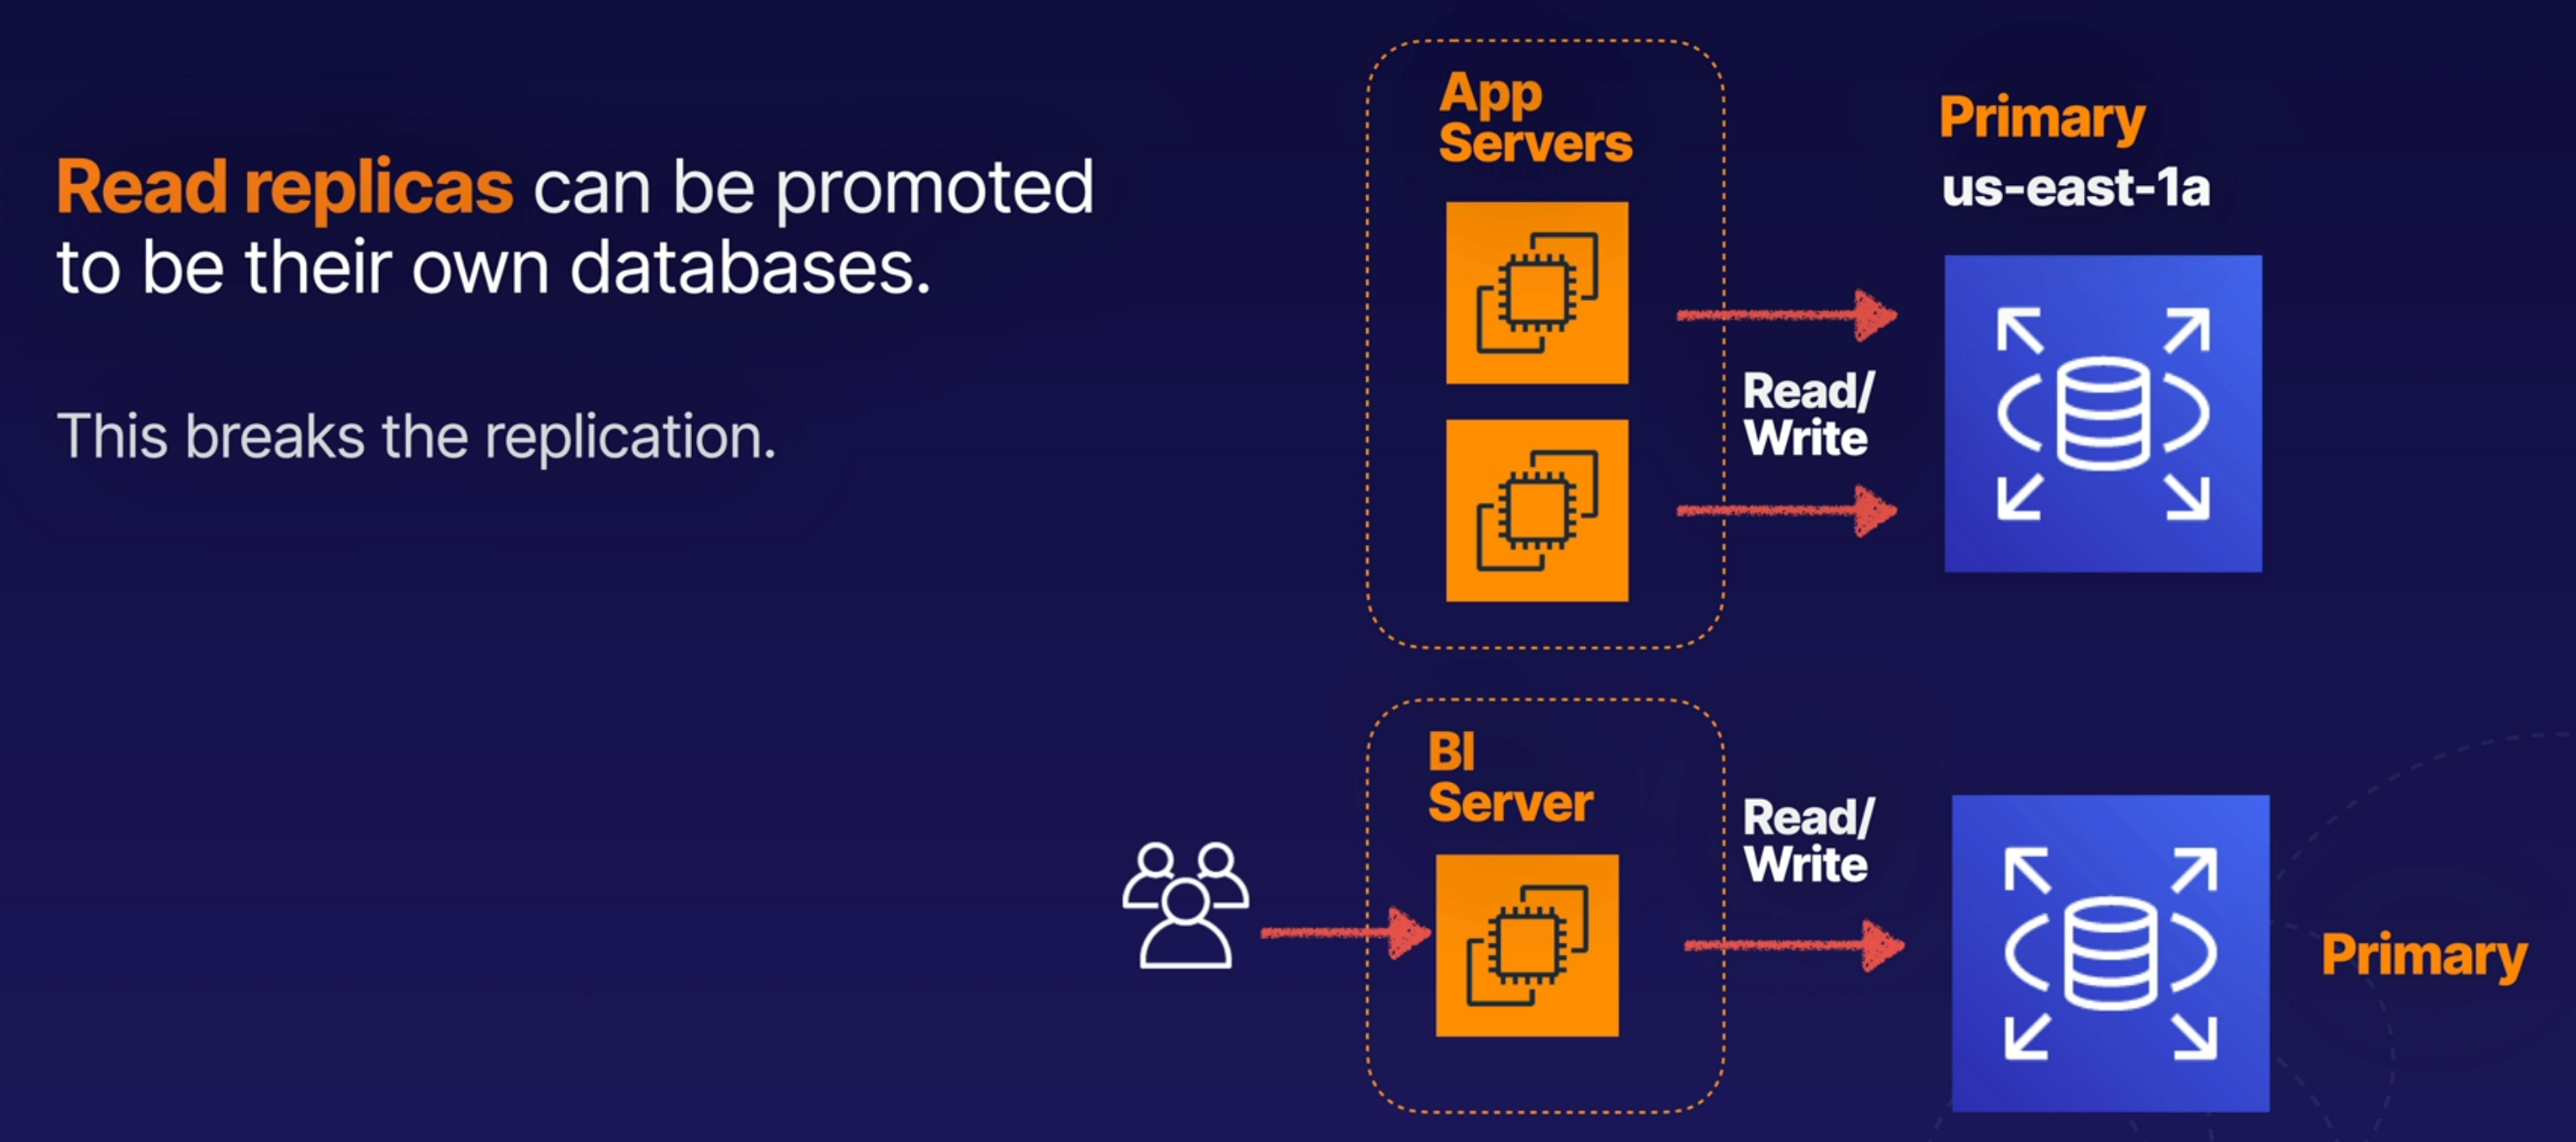 Read replicas can be promoted
to be their own databases.
This breaks the replication.
App
Servers
Read/
Write
Primary
us-east-1a
BI
Server
Read/
Write
Primary